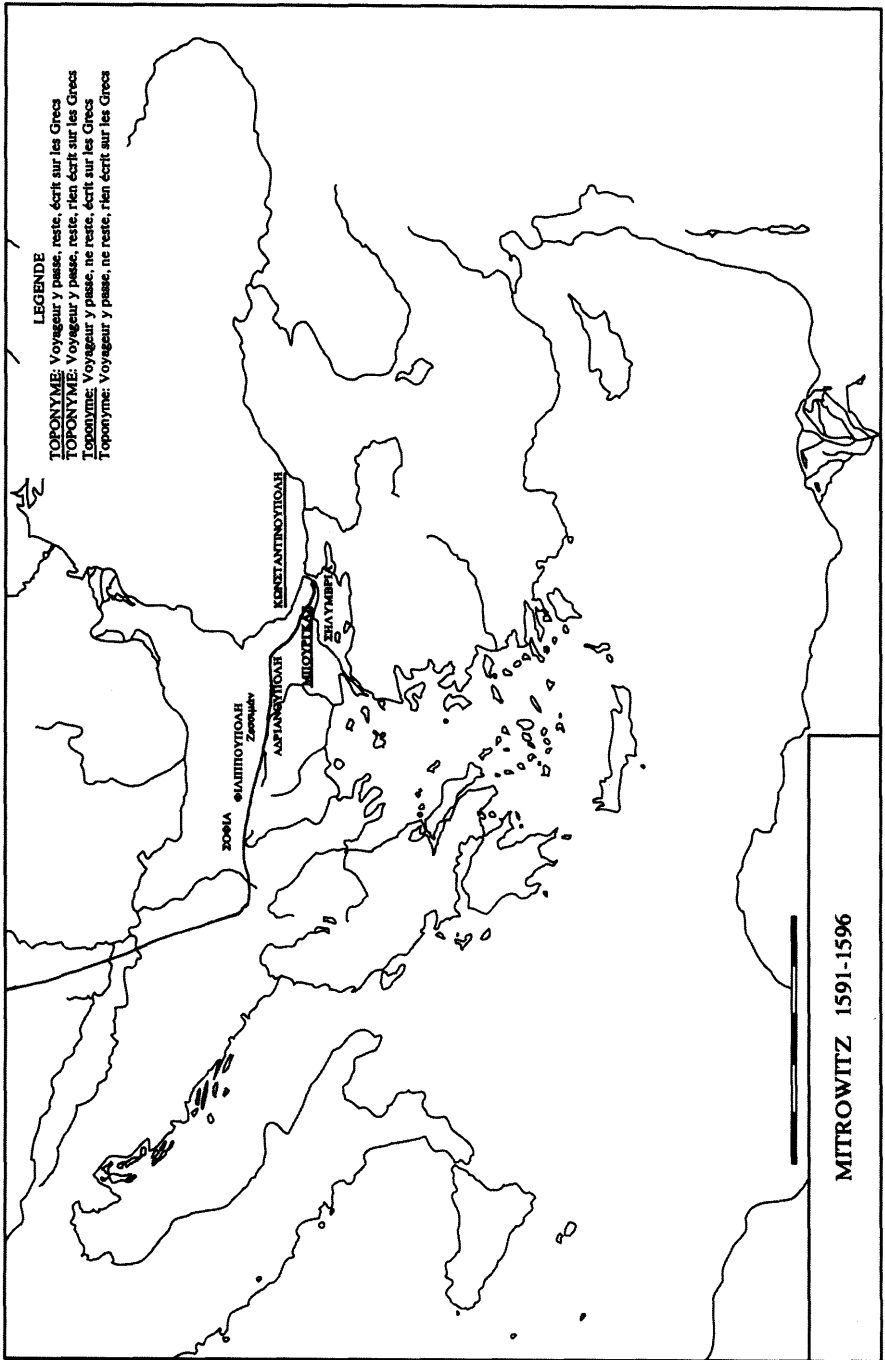 LEGENDE
TOPONYME: Voyageur y passe, reste, écrit sur les Grecs
TOPONYME: Voyageur y passe, reste, rien écrit sur les Grecs
Toponyme: Voyageur y passe, ne reste, écrit sur les Grecs
Toponyme: Voyageur y passe, ne reste, rien écrit sur les Grecs
ΣΟΦΙΑ
ΦΙΛΙΠΠΟΥΠΟΛΗ
ΑΔΡΙΑΝΟΥΠΟΛΗ
ΚΩΝΣΤΑΝΤΙΝΟΥΠΟΛΗ
ΜΠΟΥΡΓΚΑΖ
ΣΗΛΥΜΒΡΙΑ
MITROWITZ 1591-1596